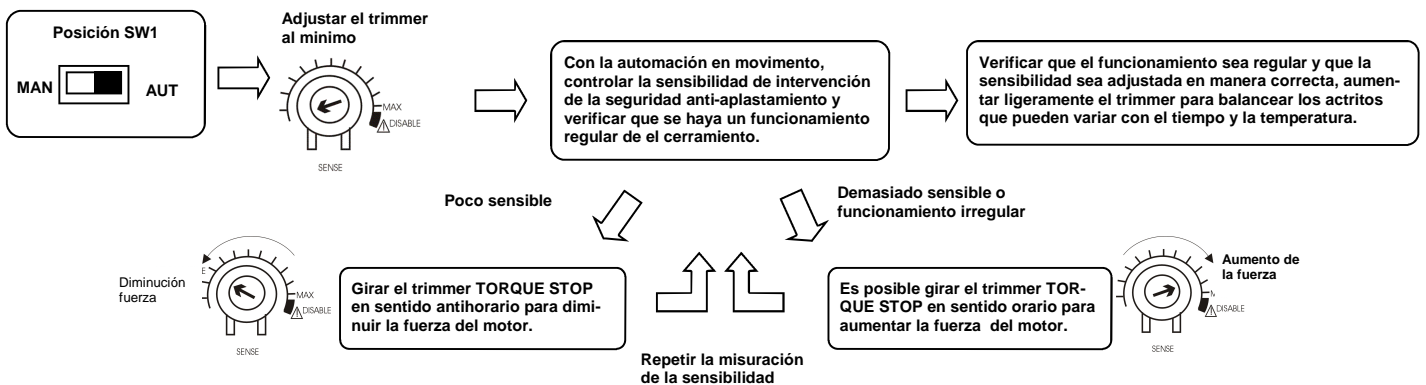 Posición SW1
MAN
AUT
Adjustar el trimmer
al minimo
MAX
DISABLE
SENSE
Con la automación en movimento,
controlar la sensibilidad de intervención
de la seguridad anti-aplastamiento y
verificar que se haya un funcionamiento
regular de el cerramiento.
Verificar que el funcionamiento sea regular y que la
sensibilidad sea adjustada en manera correcta, aumen-
tar ligeramente el trimmer para balancear los actritos
que pueden variar con el tiempo y la temperatura.
Poco sensible
Demasiado sensible o
funcionamiento irregular
Diminución
fuerza
E
MAX
DISABLE
SENSE
Girar el trimmer TORQUE STOP
en sentido antihorario para dimi-
nuir la fuerza del motor.
Es posible girar el trimmer TOR-
QUE STOP en sentido orario para
aumentar la fuerza  del motor.
Aumento de
la fuerza
M
DISABLE
SENSE
Repetir la misuración
de la sensibilidad